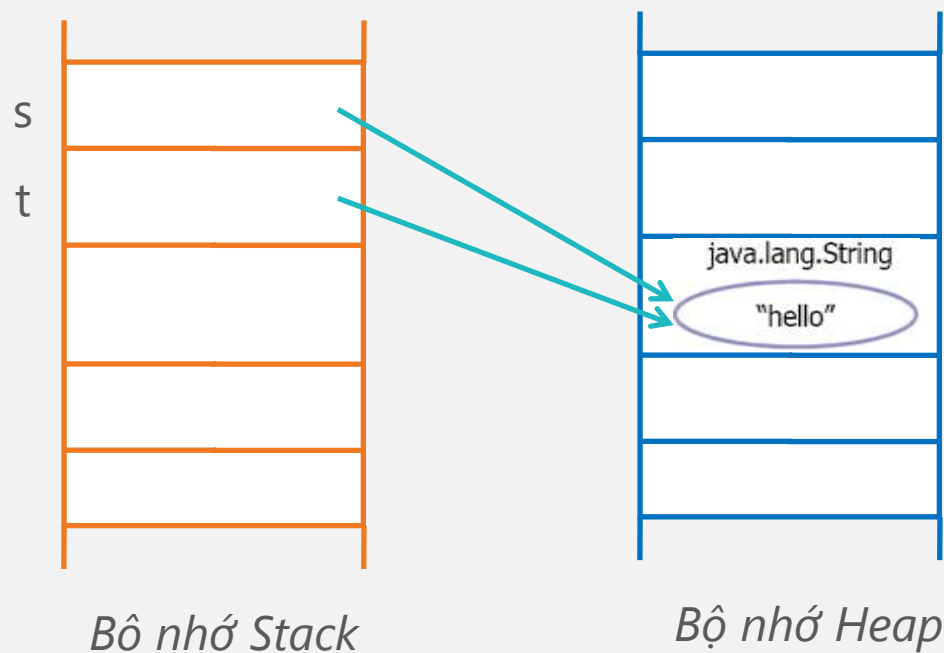 s
t
java.lang.String
“hello”
Bô nhớ Stack
Bộ nhớ Heap